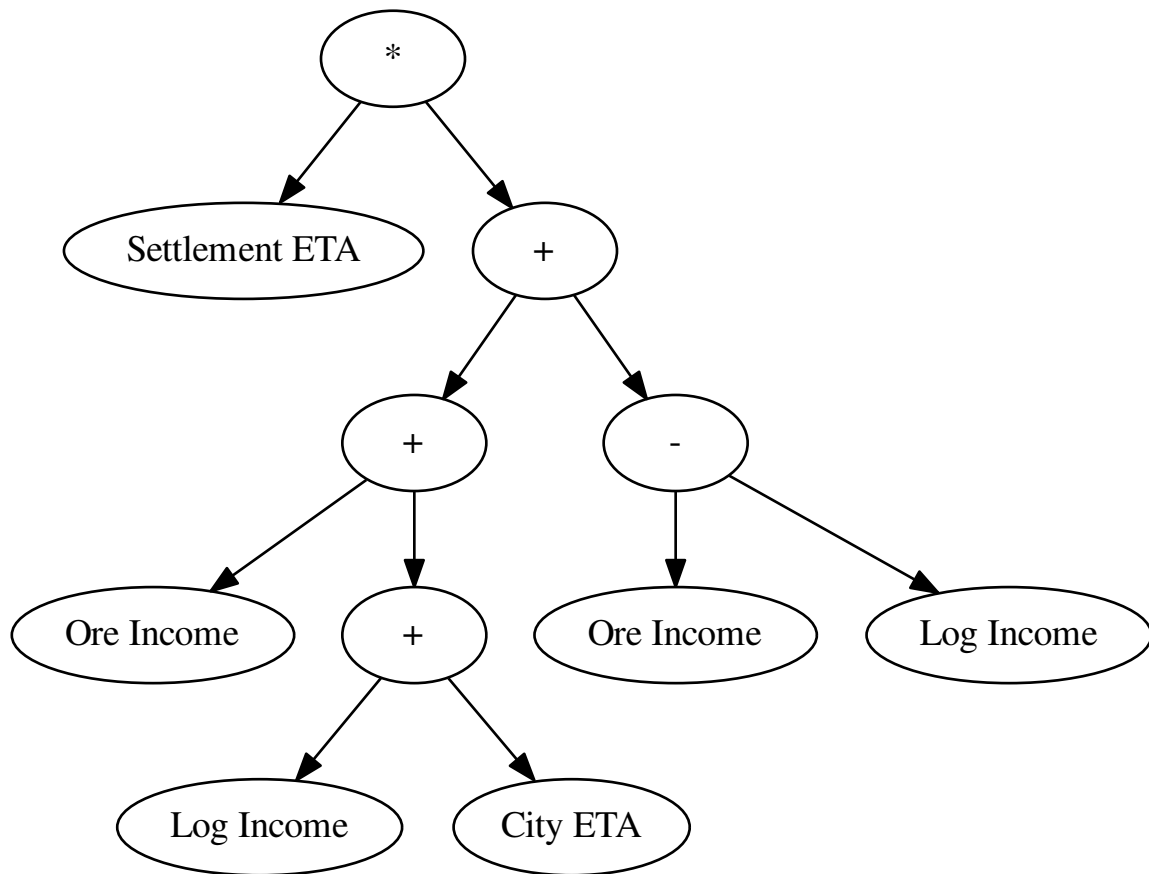 *
Settlement ETA
+
+
-
Ore Income
+
Ore Income
Log Income
Log Income
City ETA